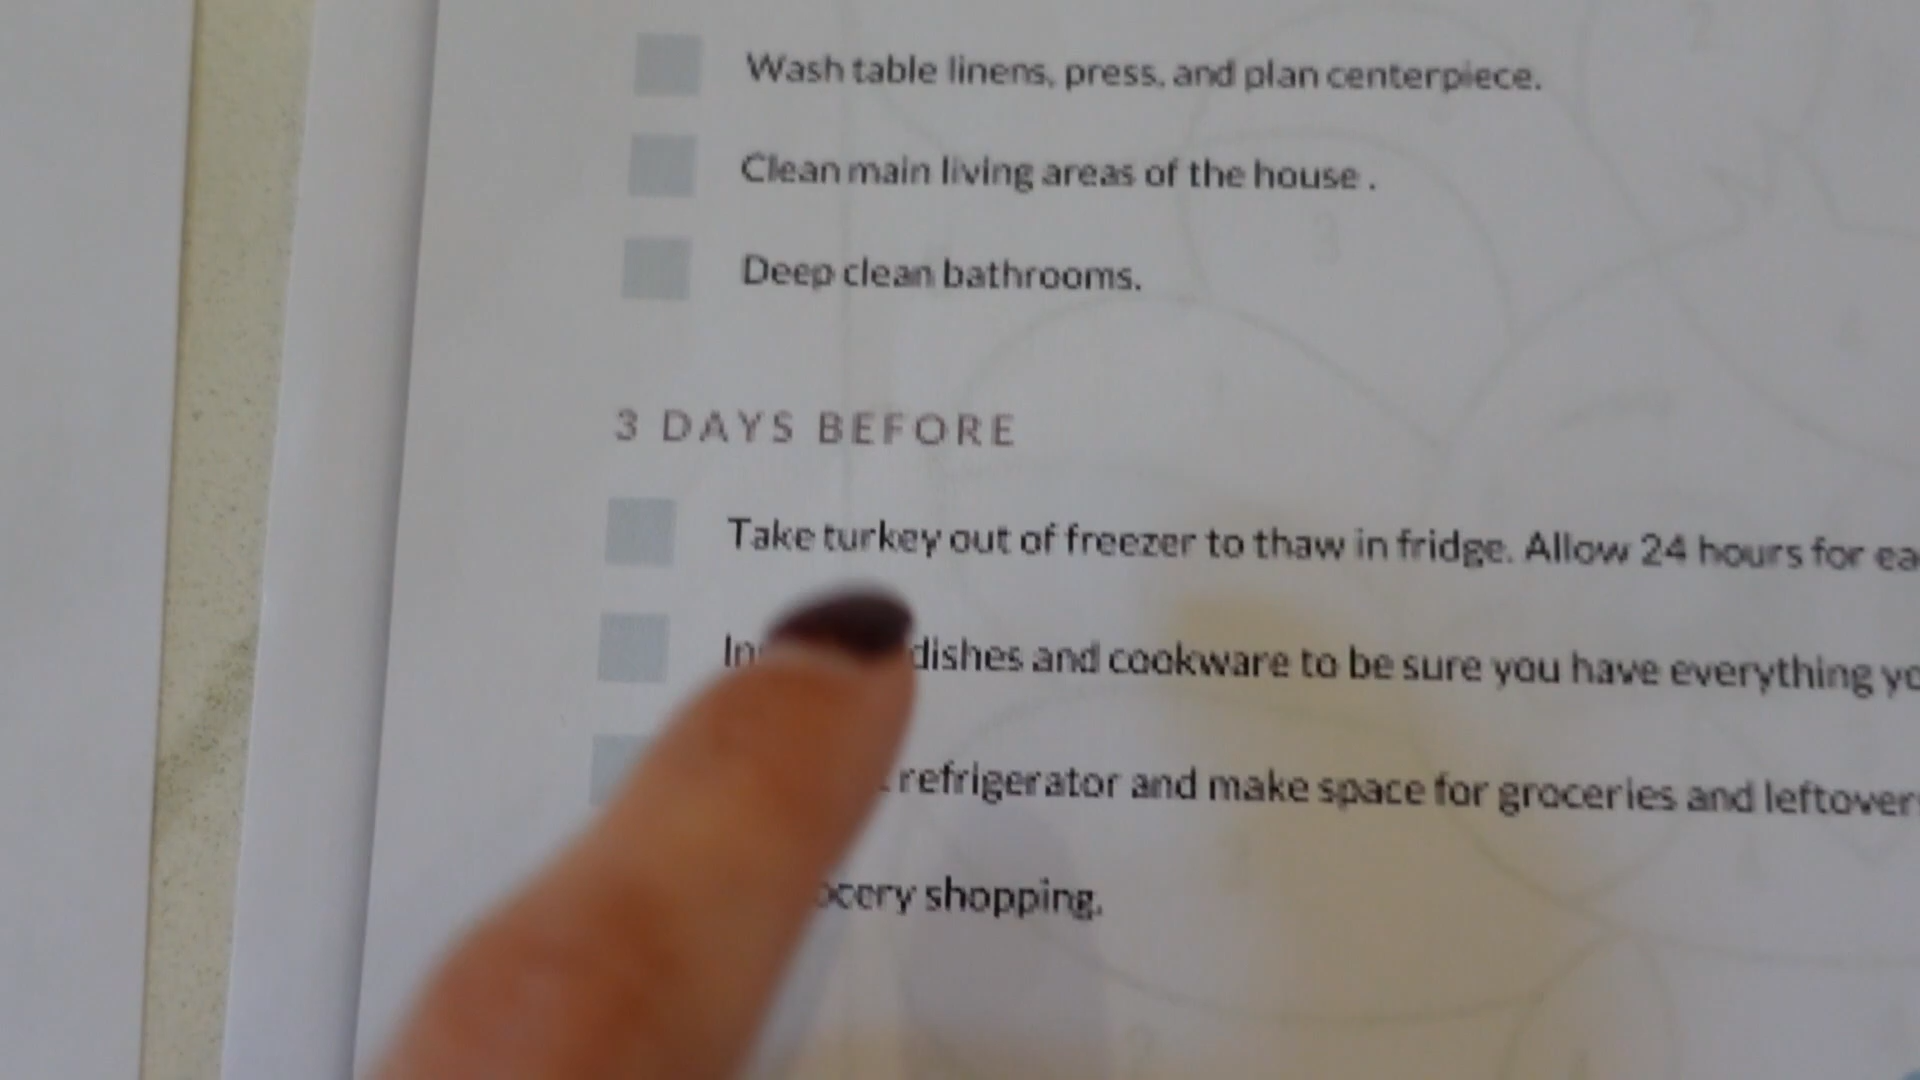 Wash table linens, press, and plan centerpiece.
Clean main living areas of the house .
Deep clean bathrooms.
3 DAYS BEFORE
Take turkey out of freezer to thaw in fridge. Allow 24 hours for
dishes and cookware to be sure you have everything
refrigerator and make space for groceries and
shopping.